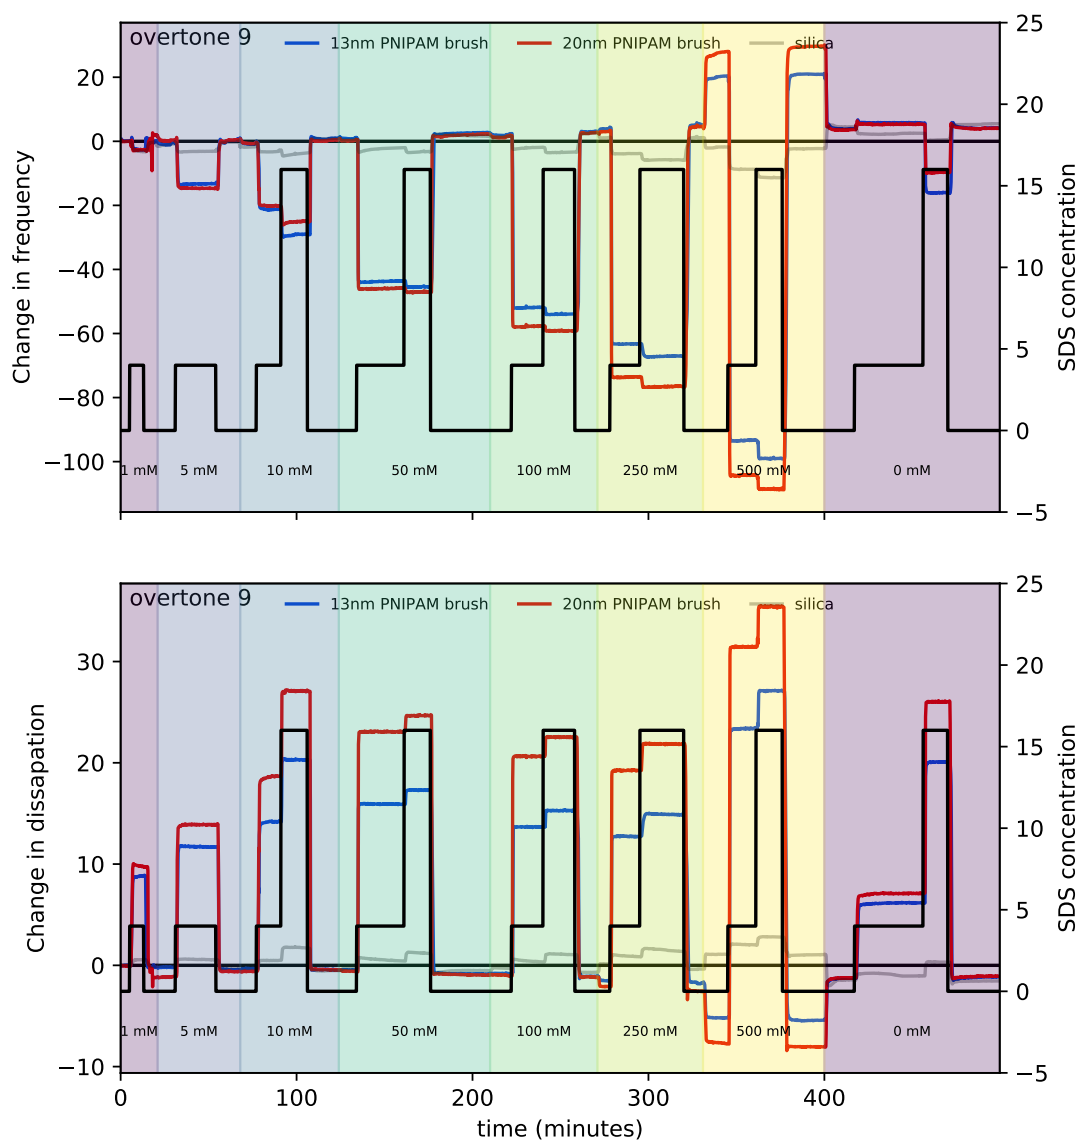 overtone 9
13nm PNIPAM brush 20nm PNIPAM brush silica
Change in frequency
20
0
−20
−40
−60
−80
−100
SDS concentration
25
20
15
10
5
0
−5
1 mM 5 mM 10 mM 50 mM 100 mM 250 mM 500 mM 0 mM
overtone 9
13nm PNIPAM brush 20nm PNIPAM brush silica
Change in dissapation
30
20
10
0
−10
SDS concentration
25
20
15
10
5
0
−5
1 mM 5 mM 10 mM 50 mM 100 mM 250 mM 500 mM 0 mM
0 100 200 300 400
time (minutes)